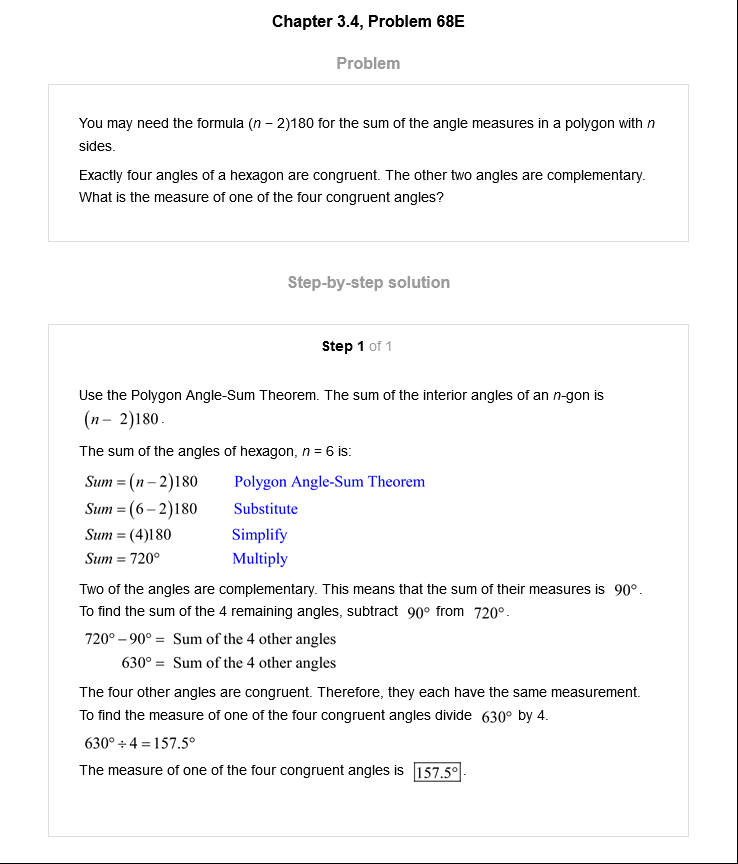 Chapter 3.4, Problem 68E
Problem
You may need the formula (n − 2)180 for the sum of the angle measures in a polygon with n
sides.
Exactly four angles of a hexagon are congruent. The other two angles are complementary.
What is the measure of one of the four congruent angles?
Step-by-step solution
Step 1 of 1
Use the Polygon Angle-Sum Theorem. The sum of the interior angles of an n-gon is
(n − 2)180.
The sum of the angles of hexagon, n = 6 is:
Sum = (n − 2)180 Polygon Angle-Sum Theorem
Sum = (6 − 2)180 Substitute
Sum = (4)180 Simplify
Sum = 720° Multiply
Two of the angles are complementary. This means that the sum of their measures is 90°.
To find the sum of the 4 remaining angles, subtract 90° from 720°.
720° − 90° = Sum of the 4 other angles
630° = Sum of the 4 other angles
The four other angles are congruent. Therefore, they each have the same measurement.
To find the measure of one of the four congruent angles divide 630° by 4.
630° ÷ 4 = 157.5°
The measure of one of the four congruent angles is 157.5°.